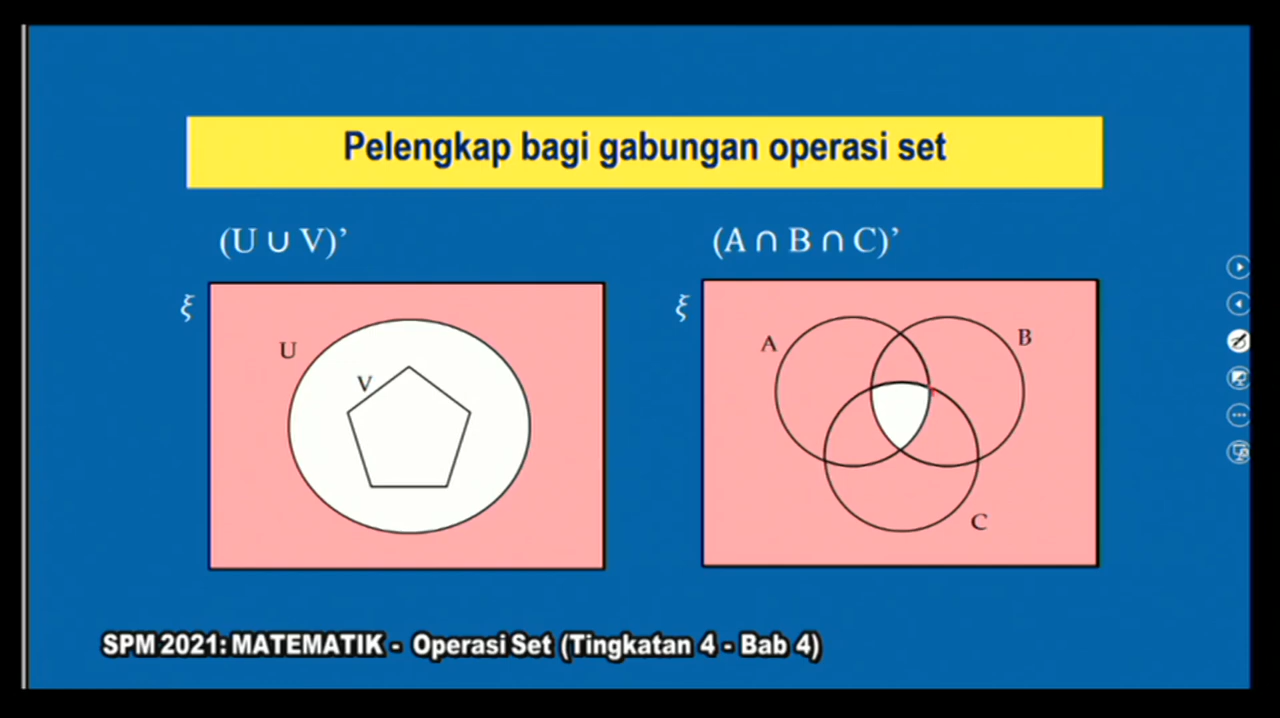 Pelengkap bagi gabungan operasi set
(U ∪ V)’
(A ∩ B ∩ C)’
ξ
U
V
ξ
A
B
C
SPM 2021: MATEMATIK - Operasi Set (Tingkatan 4 - Bab 4)